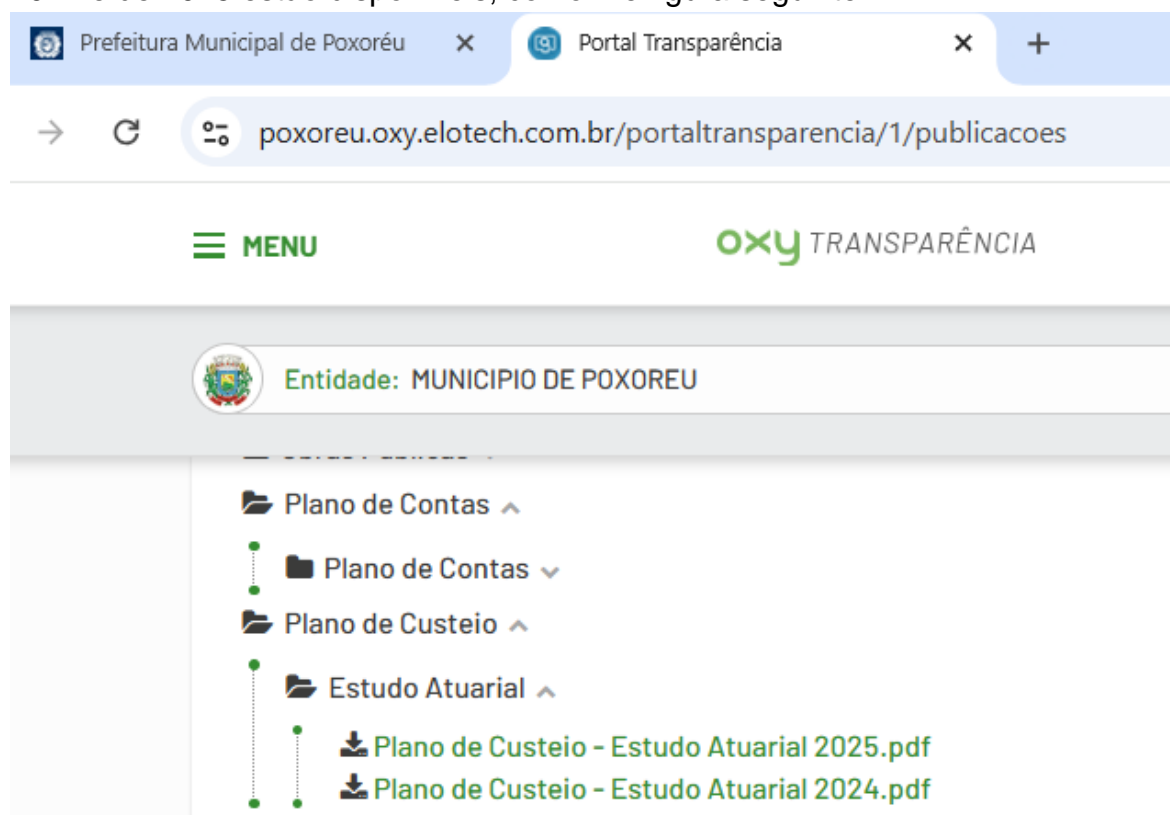 Prefeitura Municipal de Poxoréu
Portal Transparência
poxoreu.oxy.elotech.com.br/portaltransparencia/1/publicacoes
MENU
oxy TRANSPARÊNCIA
Entidade: MUNICIPIO DE POXOREU
Plano de Contas
Plano de Contas
Plano de Custeio
Estudo Atuarial
Plano de Custeio - Estudo Atuarial 2025.pdf
Plano de Custeio - Estudo Atuarial 2024.pdf